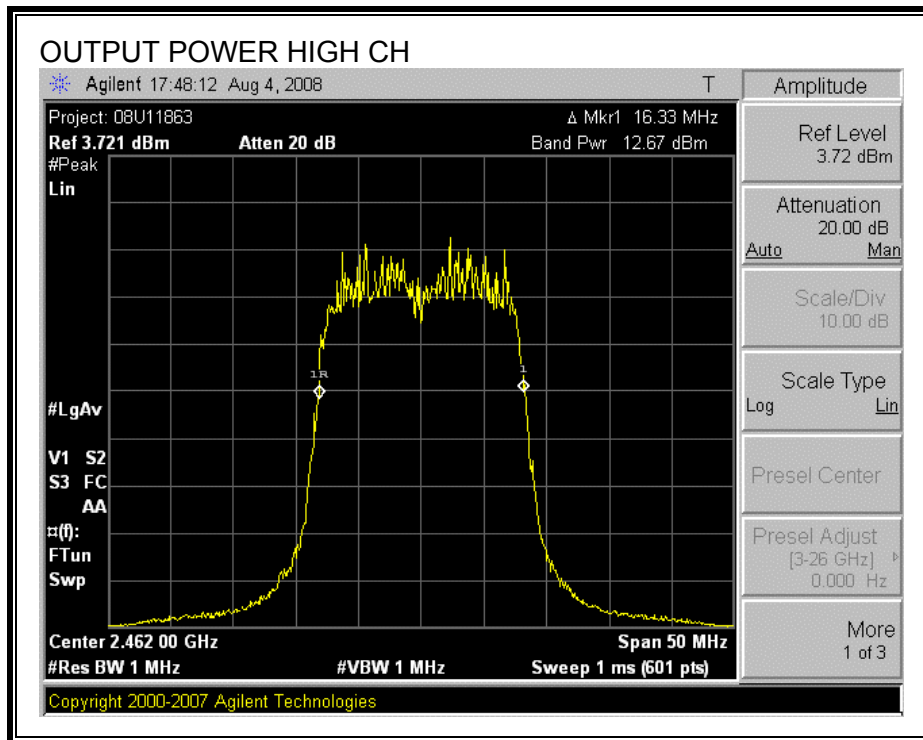 OUTPUT POWER HIGH CH
Agilent 17:48:12 Aug 4, 2008 T
Amplitude
Project: 08U11863 Δ Mkr1 16.33 MHz
Ref 3.721 dBm Atten 20 dB Band Pwr 12.67 dBm
#Peak
Lin
1R
1
#LgAv
V1 S2
S3 FC
AA
¤(f):
FTun
Swp
Center 2.462 00 GHz Span 50 MHz
#Res BW 1 MHz #VBW 1 MHz Sweep 1 ms (601 pts)
Copyright 2000-2007 Agilent Technologies
Ref Level
3.72 dBm
Attenuation
20.00 dB
Auto Man
Scale/Div
10.00 dB
Scale Type
Log Lin
Presel Center
Presel Adjust
[3-26 GHz]
0.000 Hz
More
1 of 3